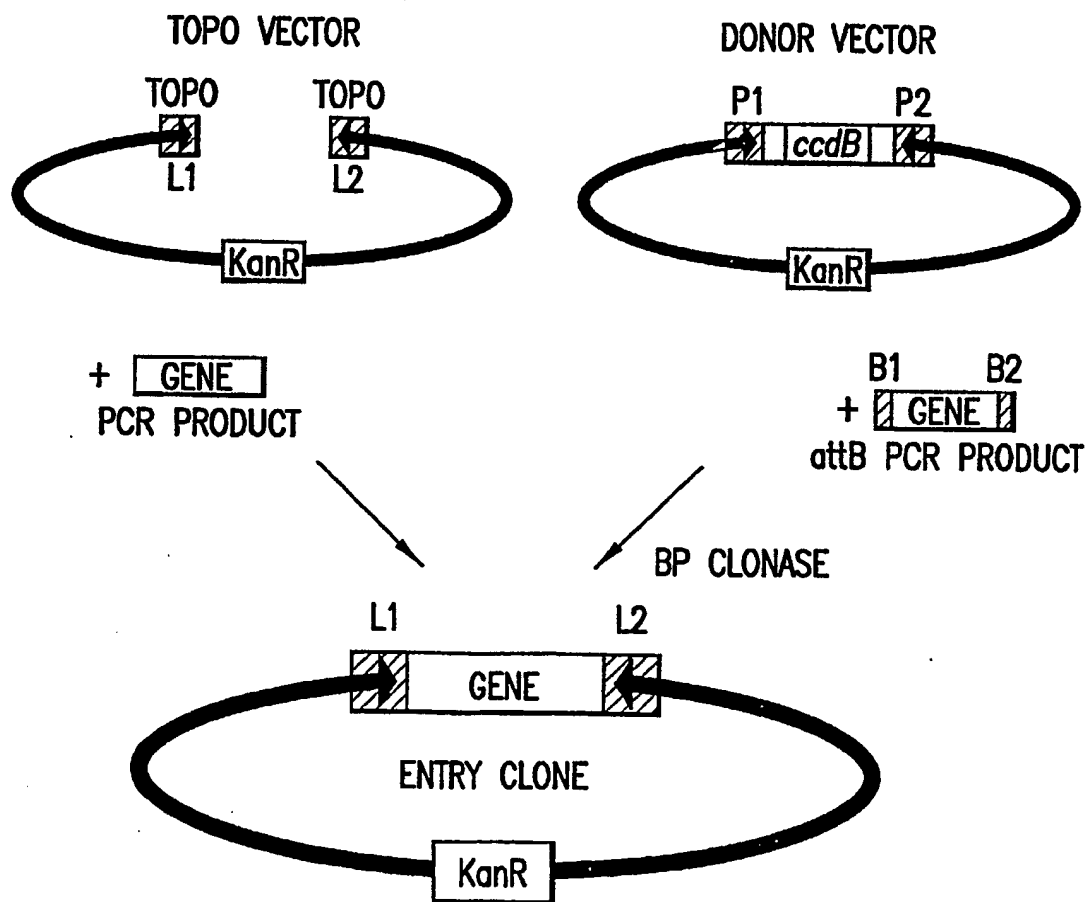 TOPO VECTOR
TOPO TOPO
L1 L2
KanR
+ GENE
PCR PRODUCT
DONOR VECTOR
P1 P2
ccdB
KanR
B1 B2
+ GENE
attB PCR PRODUCT
BP CLONASE
L1 L2
GENE
ENTRY CLONE
KanR